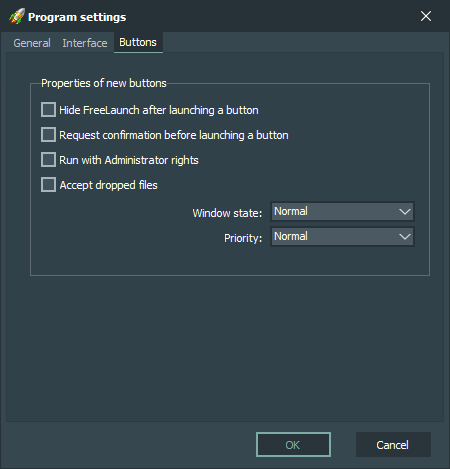 Program settings
General Interface Buttons
Properties of new buttons
Hide FreeLaunch after launching a button
Request confirmation before launching a button
Run with Administrator rights
Accept dropped files
Window state: Normal
Priority: Normal
OK Cancel